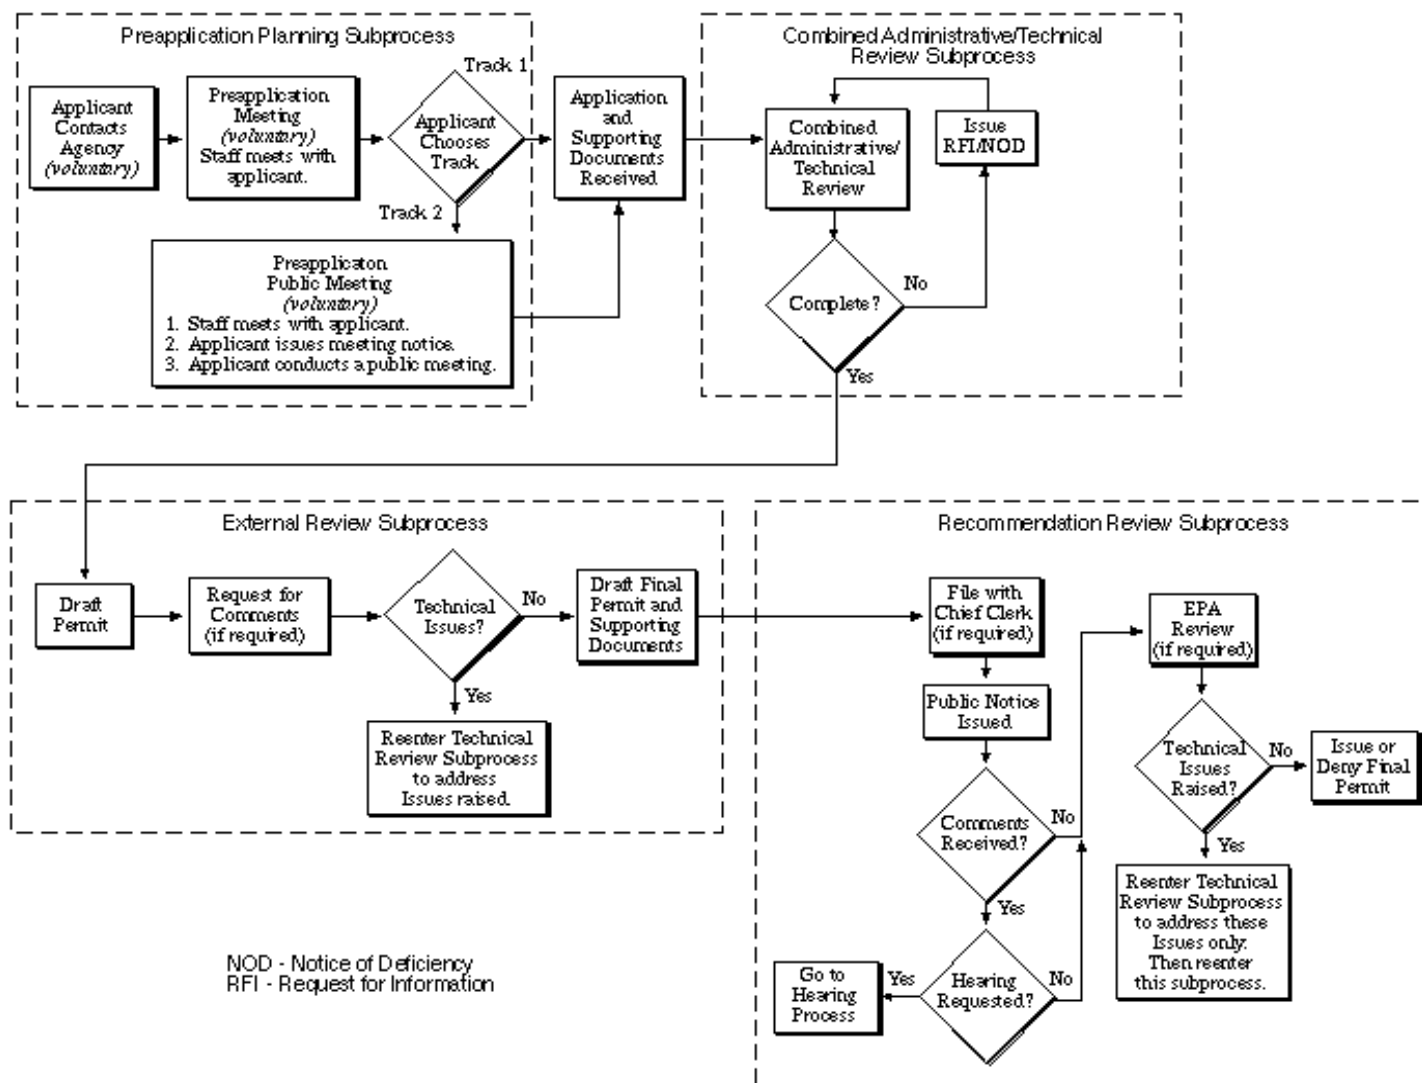 Preapplication Planning Subprocess
Applicant
Contacts
Agency
(voluntary)
Preapplication
Meeting
(voluntary)
Staff meets with
applicant.
Track 1
Applicant
Chooses
Track
Track 2
Preapplicaton
Public Meeting
(voluntary)
1. Staff meets with applicant.
2. Applicant issues meeting notice.
3. Applicant conducts a public meeting.
Application
and
Supporting
Documents
Received
Combined Administrative/Technical
Review Subprocess
Combined
Administrative/
Technical
Review
Issue
RFI/NOD
Complete?
No
Yes
External Review Subprocess
Draft
Permit
Request for
Comments
(if required)
Technical
Issues?
No
Yes
Draft Final
Permit and
Supporting
Documents
Reenter Technical
Review Subprocess
to address
Issues raised.
Recommendation Review Subprocess
File with
Chief Clerk
(if required)
Public Notice
Issued
Comments
Received?
No
Yes
Hearing
Requested?
Yes
No
Go to
Hearing
Process
EPA
Review
(if required)
Technical
Issues
Raised?
No
Yes
Issue or
Deny Final
Permit
Reenter Technical
Review Subprocess
to address these
Issues only.
Then reenter
this subprocess.
NOD - Notice of Deficiency
RFI - Request for Information